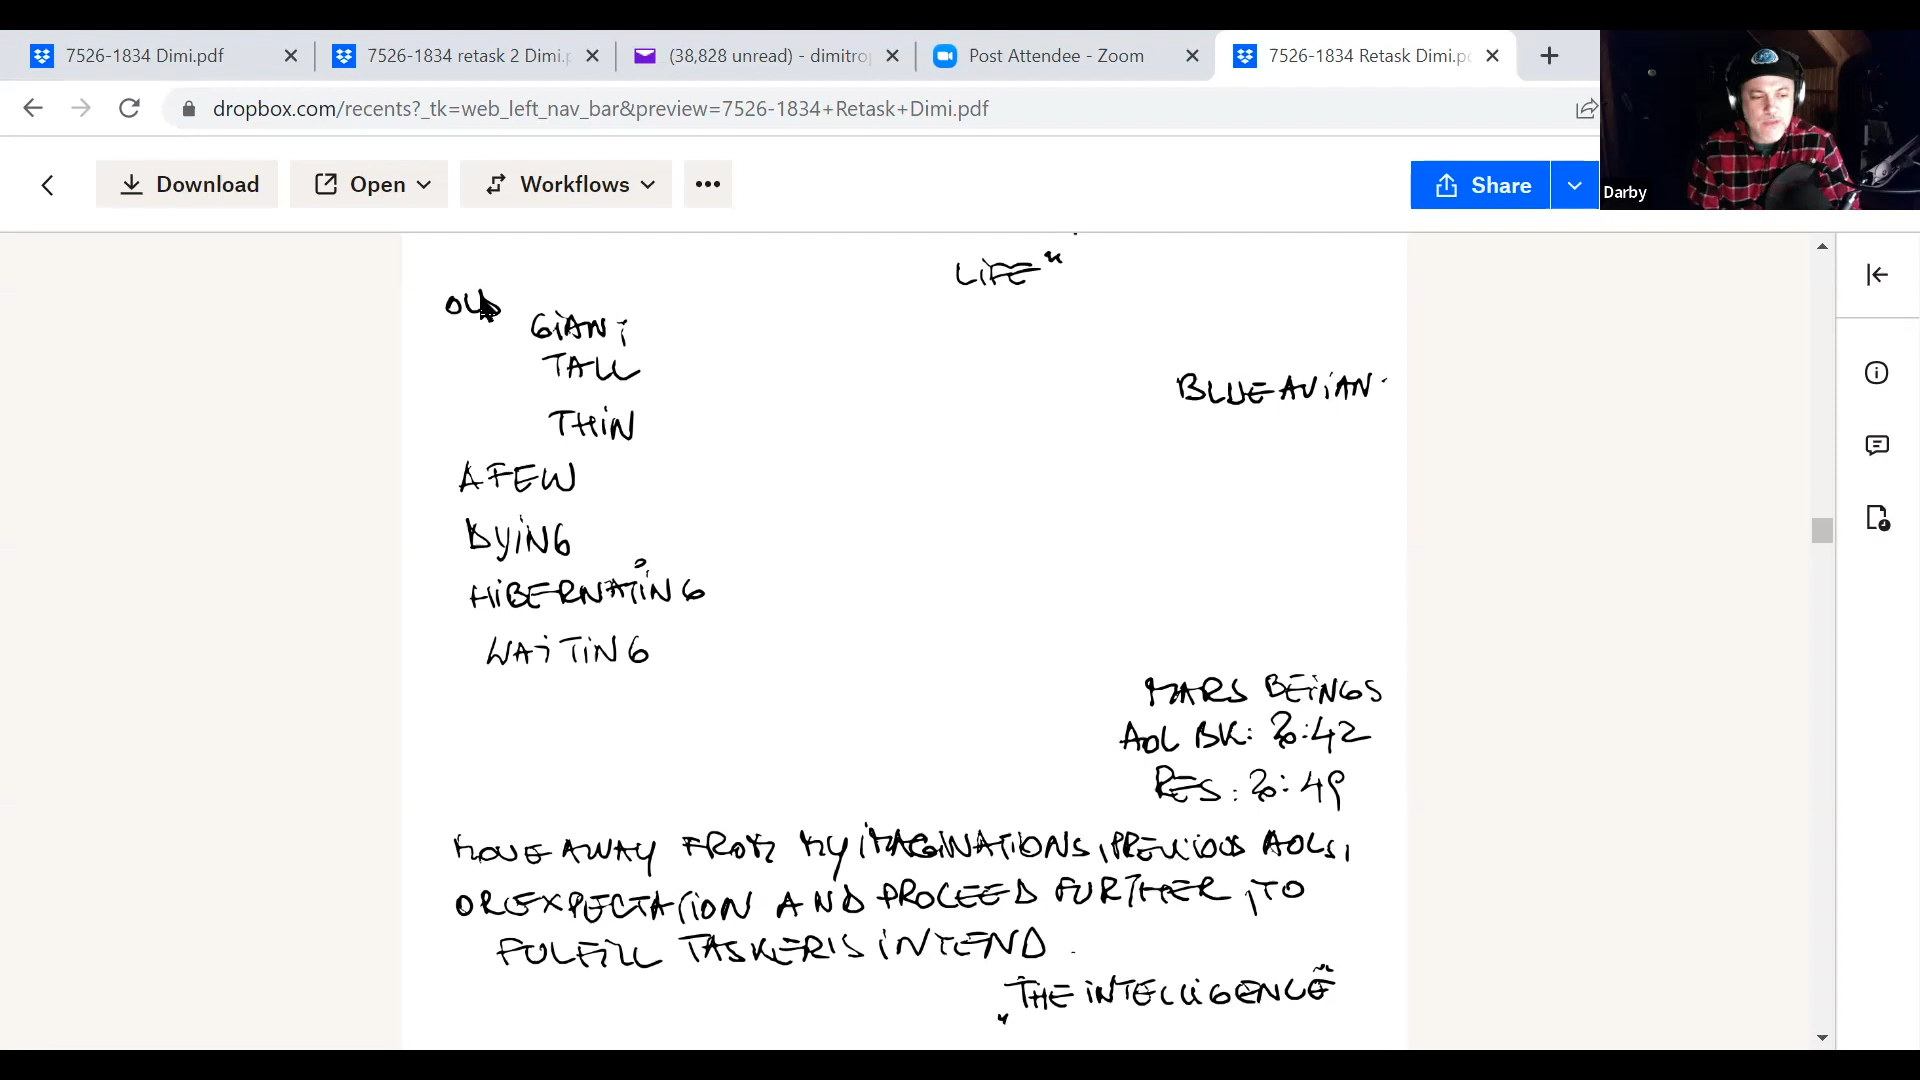 7526-1834 Dimi.pdf
7526-1834 retask 2 Dimi.p
(38,828 unread) - dimitrop
Post Attendee - Zoom
7526-1834 Retask Dimi.pd
dropbox.com/recents?_tk=web_left_nav_bar&preview=7526-1834+Retask+Dimi.pdf
Download
Open
Workflows
•••
Share
Darby
LiFE"
OLD
GiANT
TALL
BLUE AViAN.
THiN
A FEW
DYiNG
HiBERNATiNG
WAiTiNG
MARS BEiNGS
AOL BK: :42
RES: :49
MOVE AWAY FROM MY iMAGiNATIONS, PREVIOUS AOLS,
OR EXPECTATION AND PROCEED FURTHER, TO
FULFiLL TASKER'S iNTEND.
"THE iNTELLiGENCE"